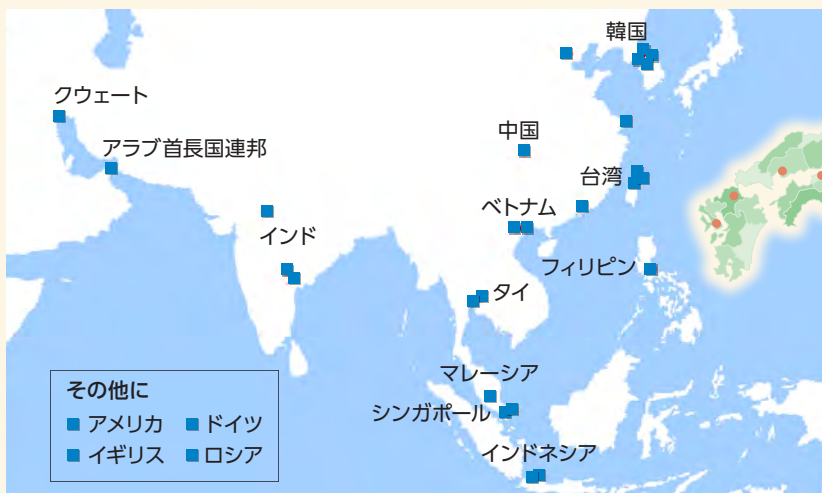 韓国
クウェート
中国
アラブ首長国連邦
台湾
ベトナム
インド
フィリピン
タイ
マレーシア
シンガポール
インドネシア
その他に
アメリカ ドイツ
イギリス ロシア